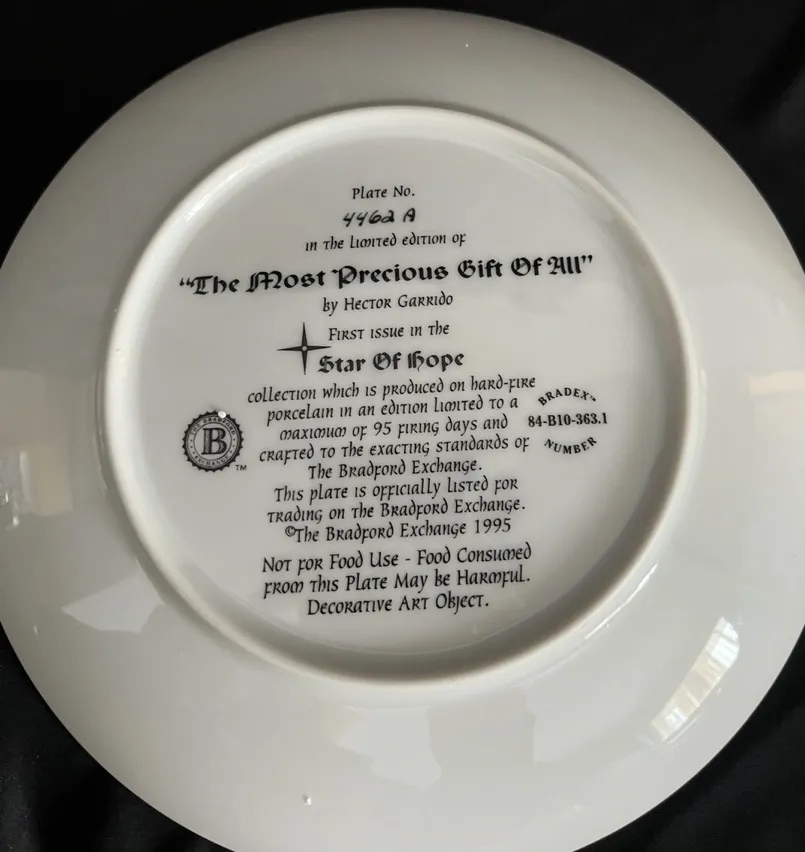 Plate No.
4462 A
in the limited edition of
“The Most Precious Gift Of All”
by Hector Garrido
First issue in the
Star Of Hope
collection which is produced on hard-fire
porcelain in an edition limited to a
maximum of 95 firing days and
crafted to the exacting standards of
The Bradford Exchange.
This plate is officially listed for
trading on the Bradford Exchange.
©The Bradford Exchange 1995
Not for Food Use - Food Consumed
from this Plate May be Harmful.
Decorative Art Object.
THE BRADFORD
B
EXCHANGE
TM
BRADEX™
84-B10-363.1
NUMBER